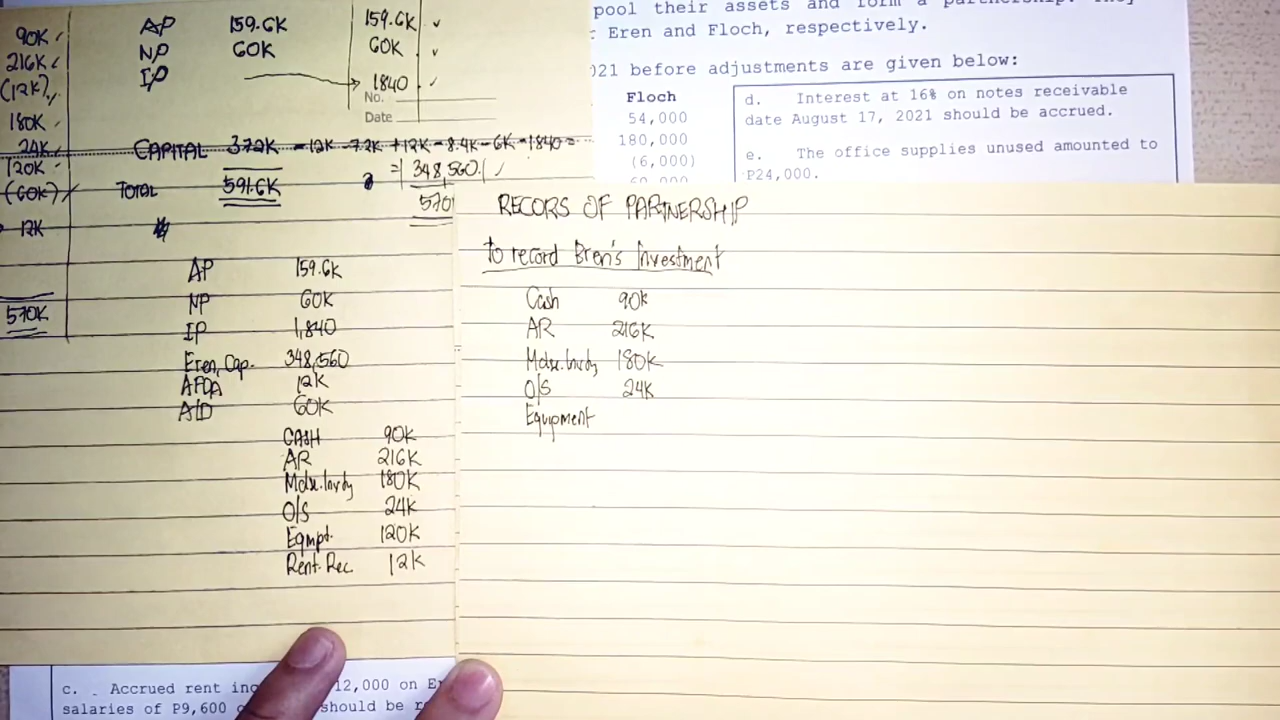 90K
216K
(12K)
180K
24K
120K
(60K)
12K
570K
AP 159.6K 159.6K
NP 60K 60K
IP 1840
No.
Date
CAPITAL 372K -12K -7.2K +12K -8.4K -6K -1840=
=348,560
TOTAL 591.6K 570
AP 159.6K
NP 60K
IP 1,840
Eren, Cap. 348,560
AFDA 12K
A/D 60K
CASH 90K
AR 216K
Mdse. Invty 180K
O/S 24K
Eqmpt. 120K
Rent. Rec. 12K
pool their assets and form a partnership.
Eren and Floch, respectively.
021 before adjustments are given below:
Floch
54,000
180,000
(6,000)
60,000
d. Interest at 16% on notes receivable
date August 17, 2021 should be accrued.
e. The office supplies unused amounted to
P24,000.
RECORS OF PARTNERSHIP
To record Eren's Investment
Cash 90K
AR 216K
Mdse. Invty 180K
O/S 24K
Equipment
c. Accrued rent inc 12,000 on E
salaries of P9,600 should be r